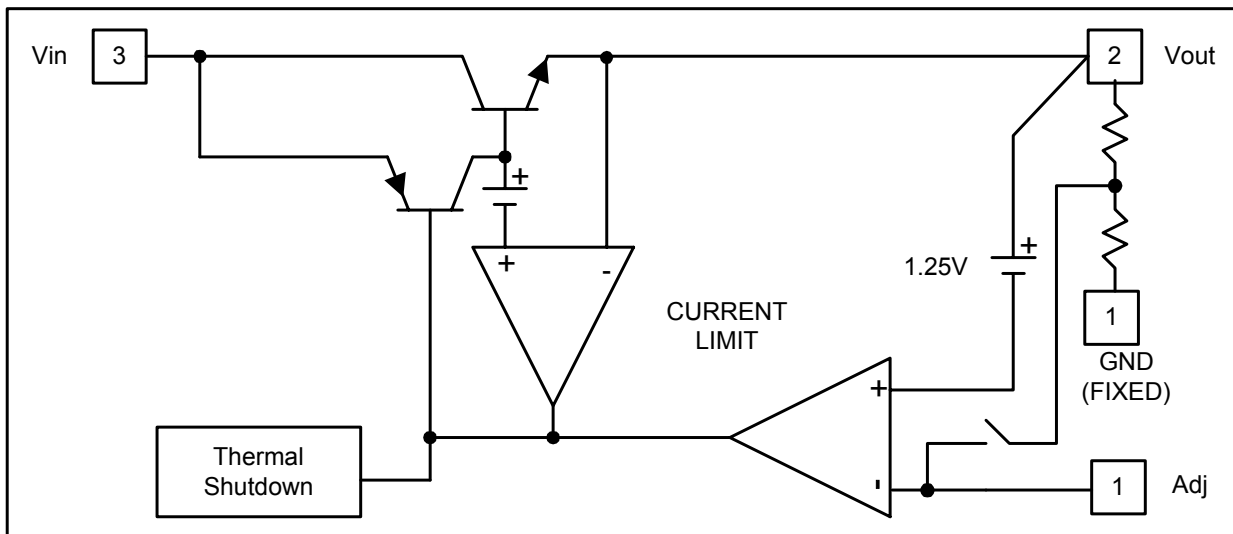 Vin
3
2
Vout
+
+
-
1.25V
+
CURRENT
LIMIT
1
GND
(FIXED)
+
Thermal
Shutdown
-
1
Adj